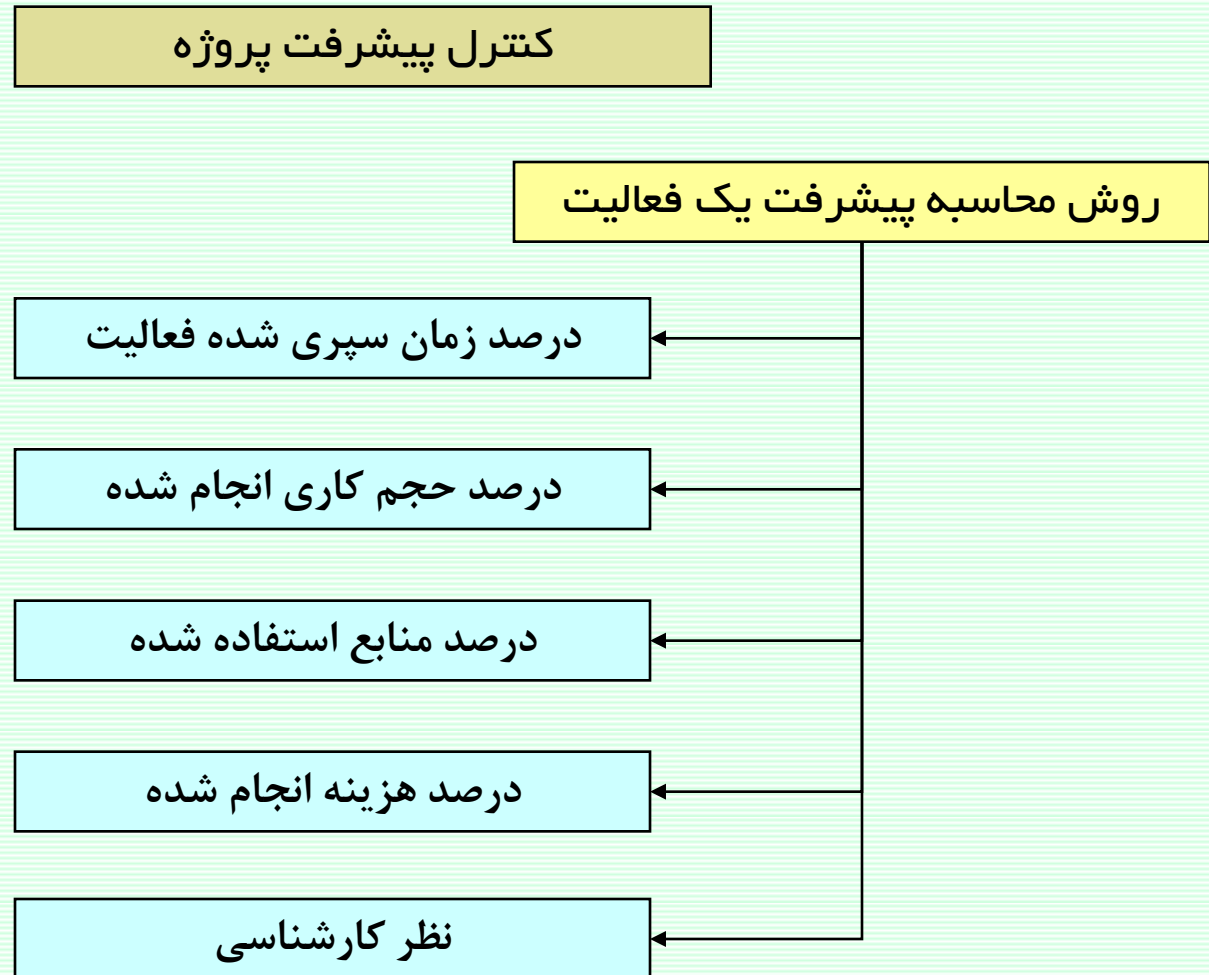 کنترل پیشرفت پروژه
روش محاسبه پیشرفت یک فعالیت
درصد زمان سپری شده فعالیت
درصد حجم کاری انجام شده
درصد منابع استفاده شده
درصد هزینه انجام شده
نظر کارشناسی